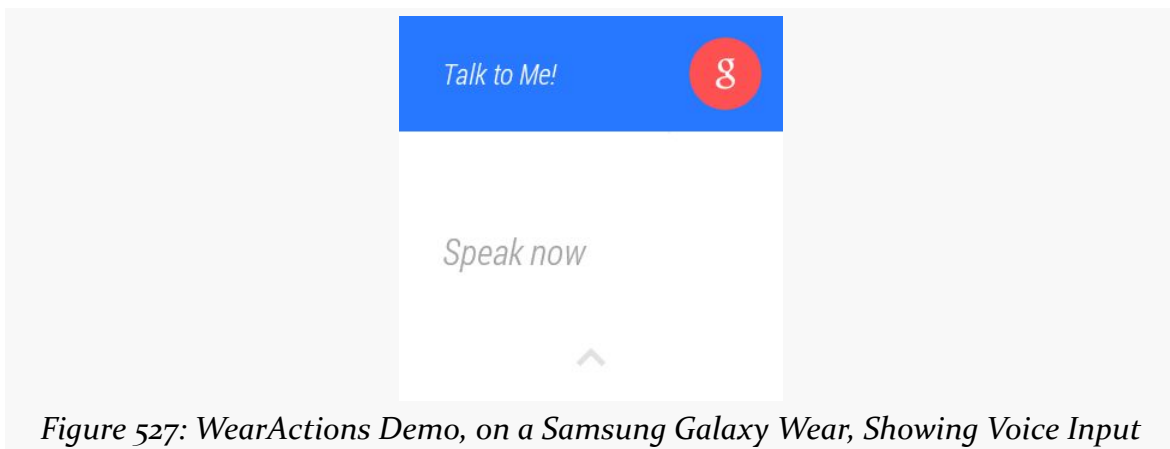 Talk to Me! g
Speak now
Figure 527: WearActions Demo, on a Samsung Galaxy Wear, Showing Voice Input